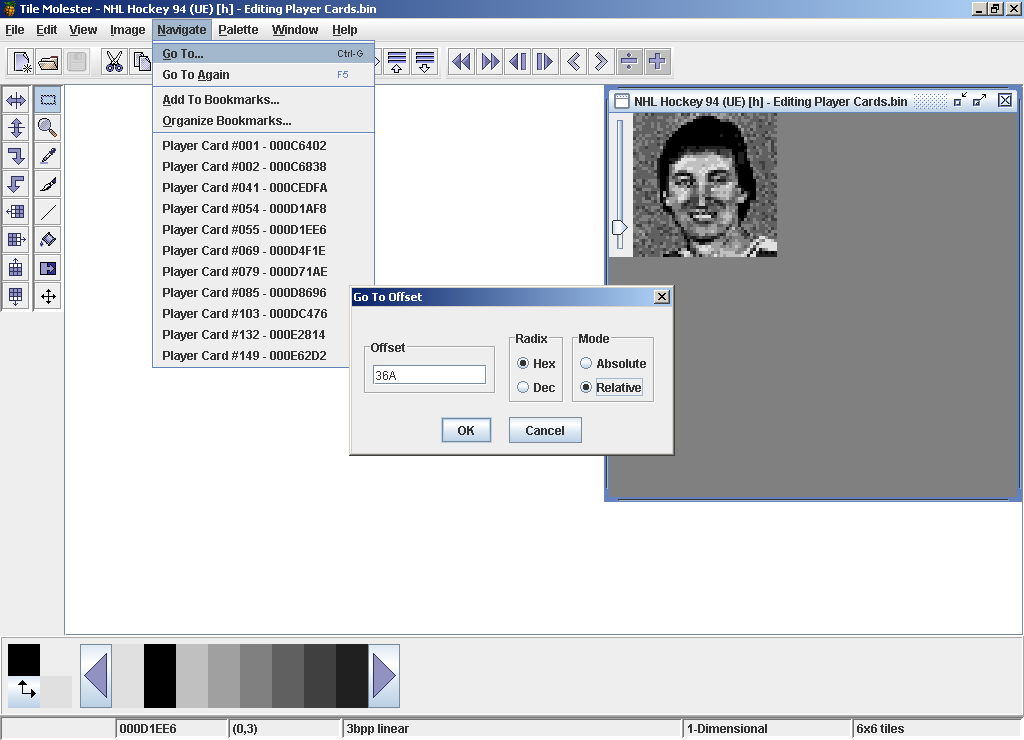 Tile Molester - NHL Hockey 94 (UE) [h] - Editing Player Cards.bin
File Edit View Image Navigate Palette Window Help
Go To... Ctrl-G
Go To Again F5
Add To Bookmarks...
Organize Bookmarks...
Player Card #001 - 000C6402
Player Card #002 - 000C6838
Player Card #041 - 000CEDFA
Player Card #054 - 000D1AF8
Player Card #055 - 000D1EE6
Player Card #069 - 000D4F1E
Player Card #079 - 000D71AE
Player Card #085 - 000D8696
Player Card #103 - 000DC476
Player Card #132 - 000E2814
Player Card #149 - 000E62D2
NHL Hockey 94 (UE) [h] - Editing Player Cards.bin
Go To Offset
Offset
36A
Radix
Hex
Dec
Mode
Absolute
Relative
OK Cancel
000D1EE6 (0,3) 3bpp linear 1-Dimensional 6x6 tiles